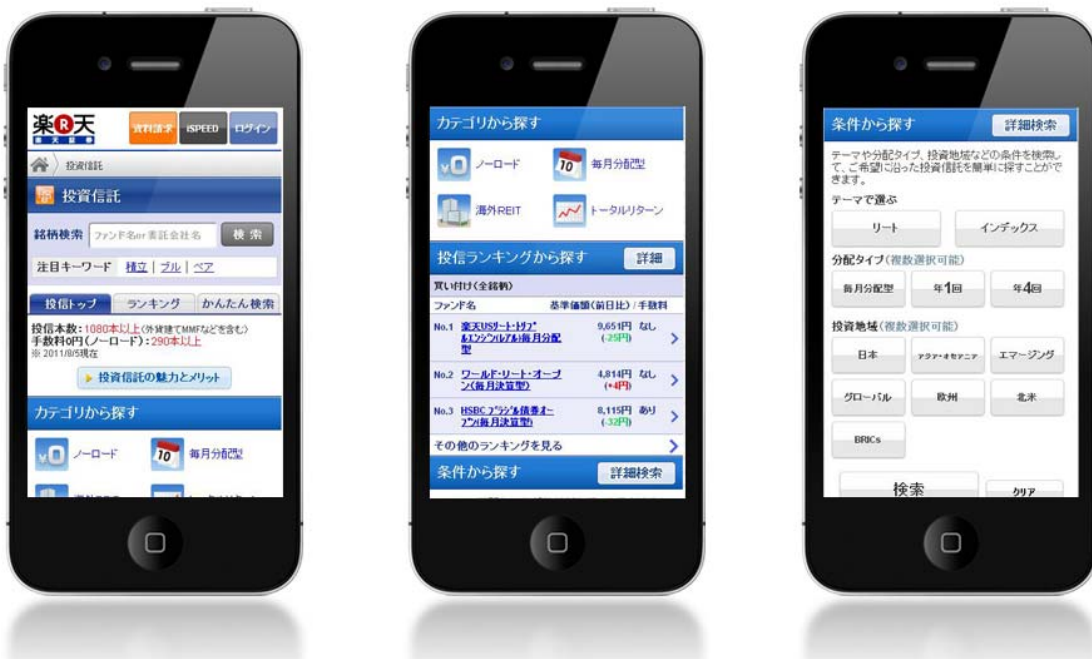 楽R天
楽天証券
資料請求
iSPEED
ログイン
投資信託
投資信託
銘柄検索
ファンド名or委託会社名
検索
注目キーワード
積立 | ブル | ベア
投信トップ
ランキング
かんたん検索
投信本数:1080本以上(外貨建てMMFなどを含む)
手数料0円(ノーロード):290本以上
※ 2011/8/5現在
投資信託の魅力とメリット
カテゴリから探す
¥0 ノーロード
10 毎月分配型
海外REIT
トータルリターン
カテゴリから探す
¥0 ノーロード
10 毎月分配型
海外REIT
トータルリターン
投信ランキングから探す
詳細
買い付け(全銘柄)
ファンド名 基準価額(前日比)/手数料
No.1 楽天USリート・トリプ 9,651円 なし
ルエンジン(レアル)毎月分配 (-25円)
型
No.2 ワールド・リート・オープ 4,814円 なし
ン(毎月決算型) (+4円)
No.3 HSBC ブラジル債券オー 8,115円 あり
プン(毎月決算型) (-32円)
その他のランキングを見る
条件から探す
詳細検索
条件から探す
詳細検索
テーマや分配タイプ、投資地域などの条件を検索し
て、ご希望に沿った投資信託を簡単に探すことがで
きます。
テーマで選ぶ
リート
インデックス
分配タイプ(複数選択可能)
毎月分配型
年1回
年4回
投資地域(複数選択可能)
日本
アジア・オセアニア
エマージング
グローバル
欧州
北米
BRICs
検索
クリア